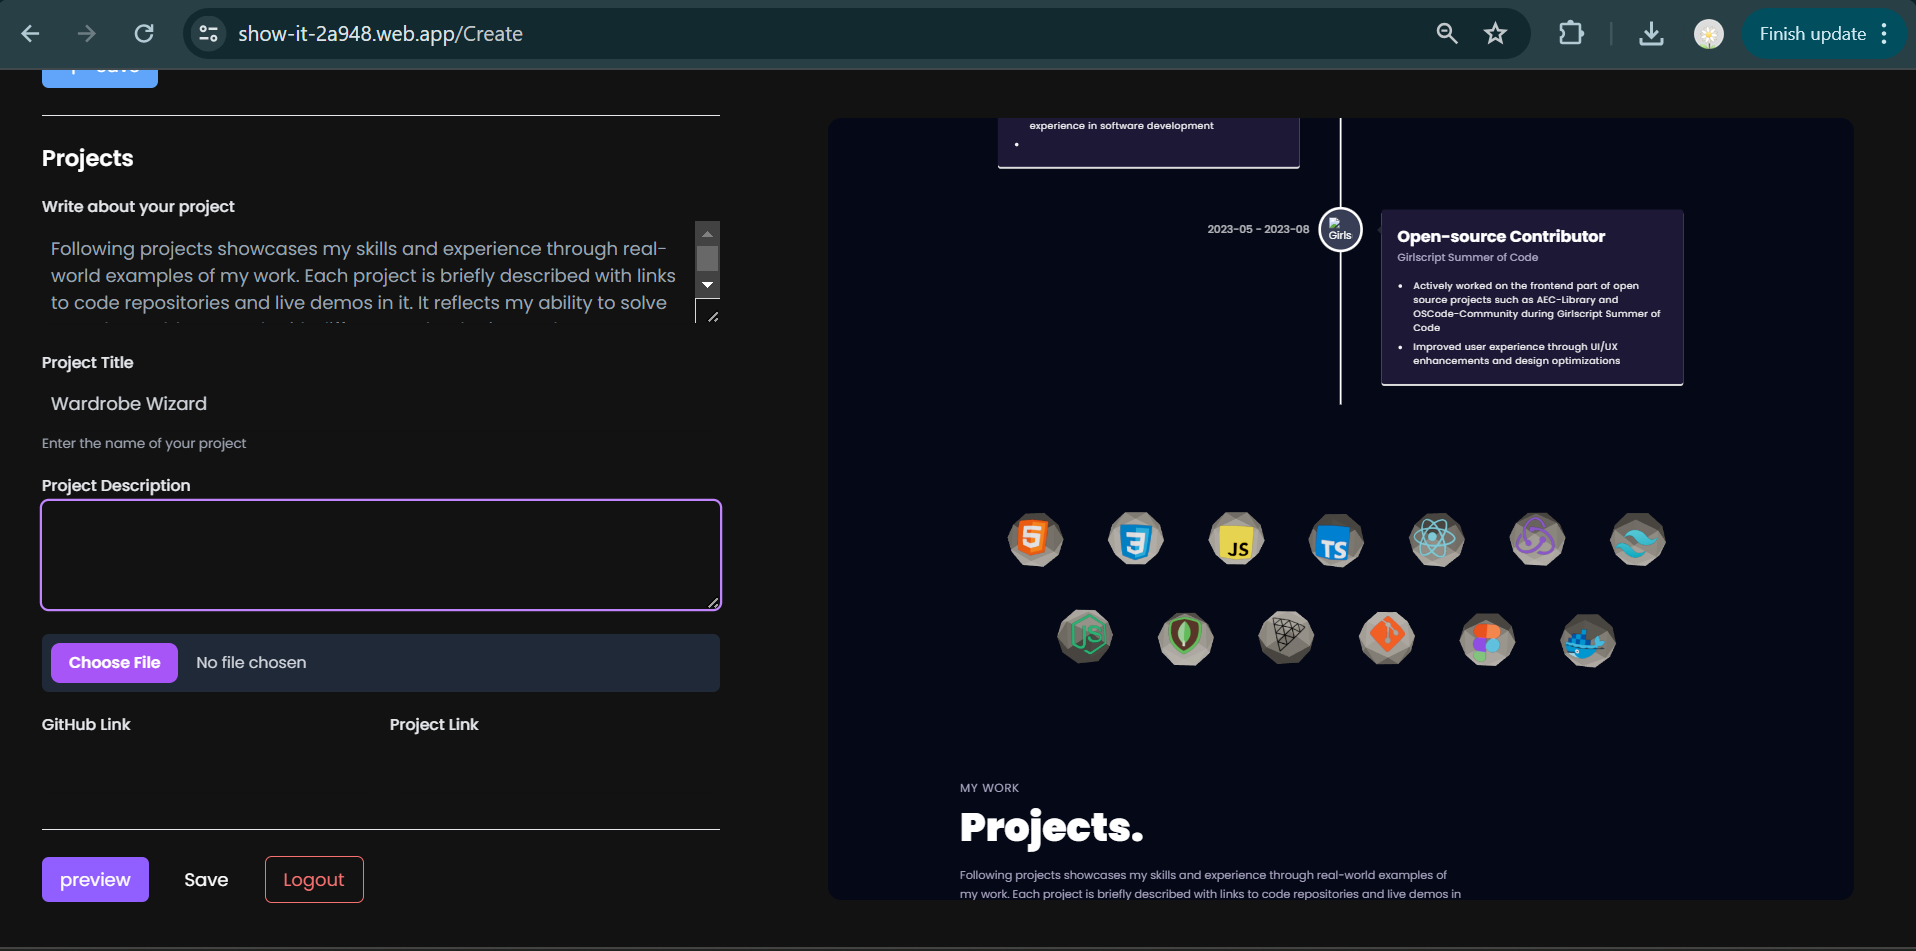 show-it-2a948.web.app/Create
Finish update
Save
Projects
Write about your project
Following projects showcases my skills and experience through real-
world examples of my work. Each project is briefly described with links
to code repositories and live demos in it. It reflects my ability to solve
Project Title
Wardrobe Wizard
Enter the name of your project
Project Description
Choose File No file chosen
GitHub Link Project Link
preview Save Logout
experience in software development
2023-05 - 2023-08
Girls
Open-source Contributor
Girlscript Summer of Code
Actively worked on the frontend part of open
source projects such as AEC-Library and
OSCode-Community during Girlscript Summer of
Code
Improved user experience through UI/UX
enhancements and design optimizations
5 3 JS TS
JS
MY WORK
Projects.
Following projects showcases my skills and experience through real-world examples of
my work. Each project is briefly described with links to code repositories and live demos in